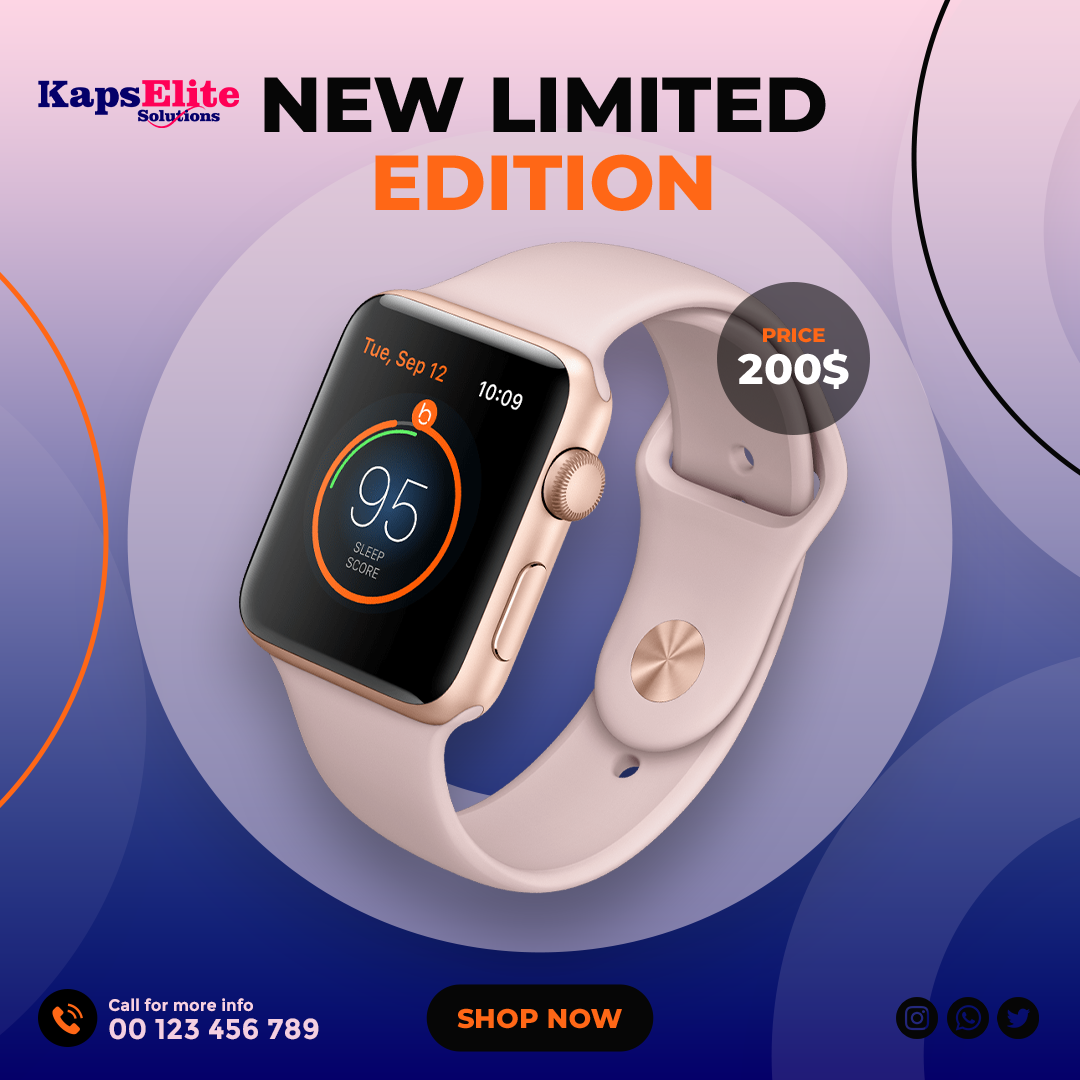 KapsElite
Solutions
NEW LIMITED
EDITION
PRICE
200$
Tue, Sep 12
10:09
b
95
SLEEP
SCORE
Call for more info
00 123 456 789
SHOP NOW